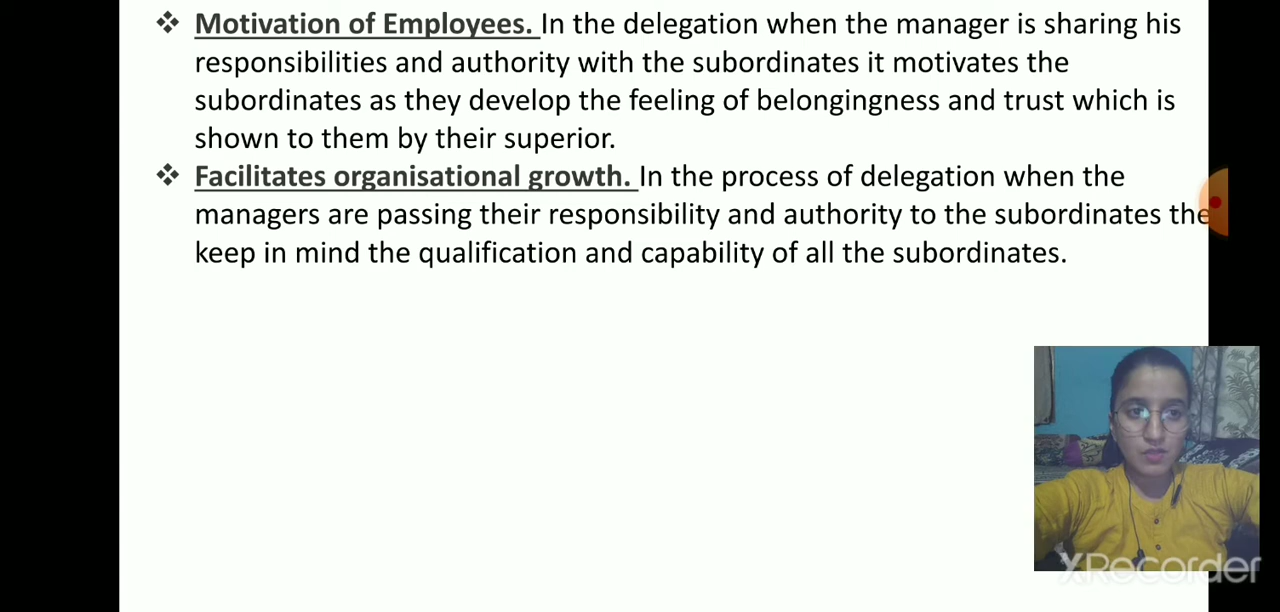 ❖ Motivation of Employees. In the delegation when the manager is sharing his
responsibilities and authority with the subordinates it motivates the
subordinates as they develop the feeling of belongingness and trust which is
shown to them by their superior.
❖ Facilitates organisational growth. In the process of delegation when the
managers are passing their responsibility and authority to the subordinates the
keep in mind the qualification and capability of all the subordinates.
XRecorder